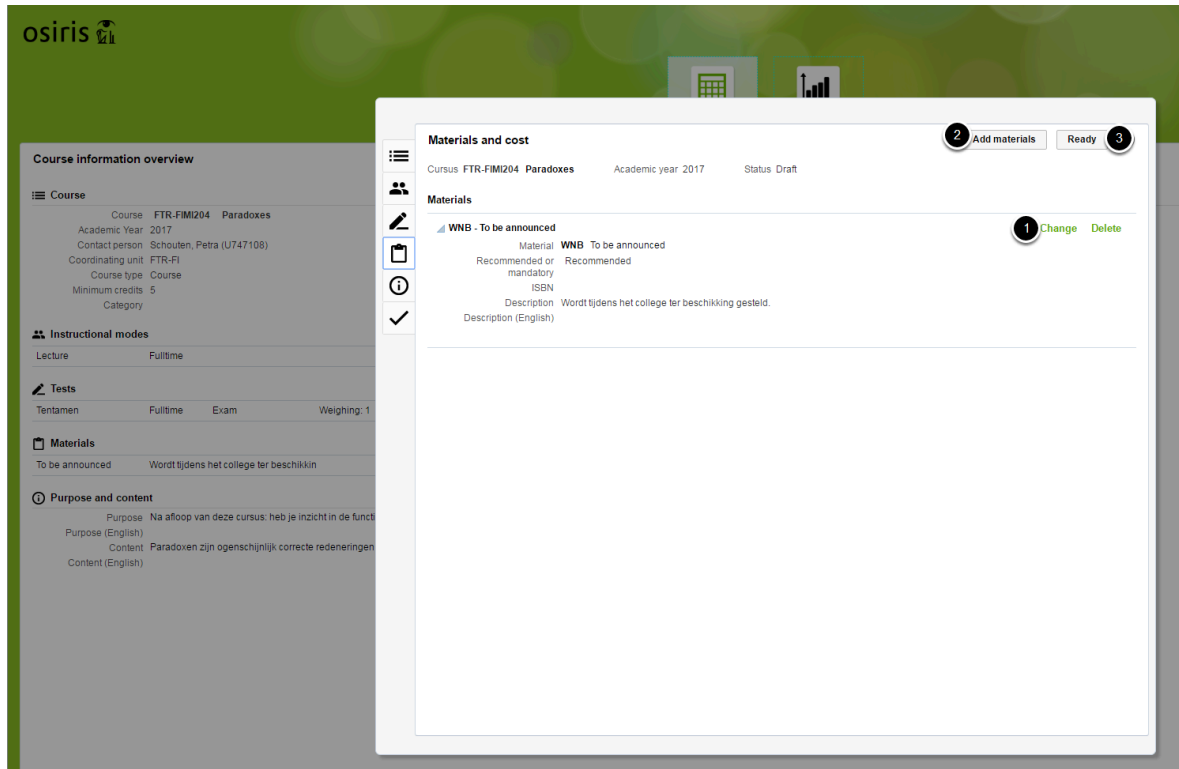 osiris
Course information overview
Course
Course FTR-FIMI204 Paradoxes
Academic Year 2017
Contact person Schouten, Petra (U747108)
Coordinating unit FTR-FI
Course type Course
Minimum credits 5
Category
Instructional modes
Lecture Fulltime
Tests
Tentamen Fulltime Exam Weighing: 1
Materials
To be announced Wordt tijdens het college ter beschikkin
Purpose and content
Purpose Na afloop van deze cursus: heb je inzicht in de functi
Purpose (English)
Content Paradoxen zijn ogenschijnlijk correcte redeneringen
Content (English)
Materials and cost 2 Add materials Ready 3
Cursus FTR-FIMI204 Paradoxes Academic year 2017 Status Draft
Materials
WNB - To be announced 1 Change Delete
Material WNB To be announced
Recommended or Recommended
mandatory
ISBN
Description Wordt tijdens het college ter beschikking gesteld.
Description (English)